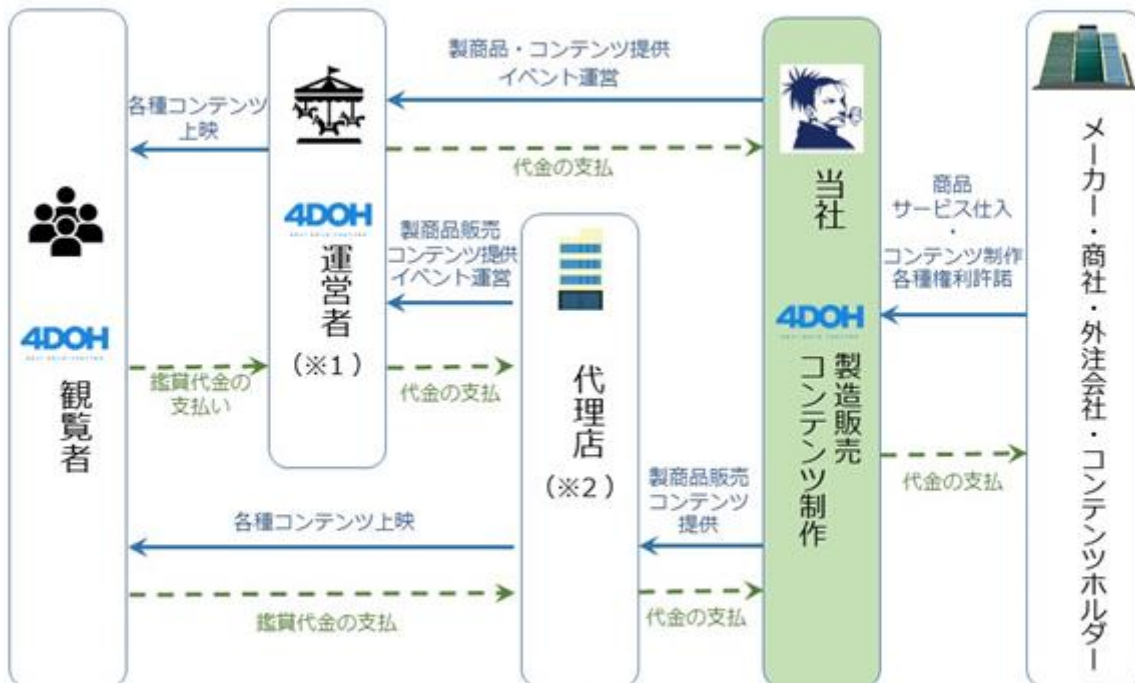 各種コンテンツ
上映
製商品・コンテンツ提供
イベント運営
代金の支払
4DOH
観覧者
4DOH
運営者
(※1)
鑑賞代金の
支払い
製商品販売
コンテンツ提供
イベント運営
代金の支払
代理店
(※2)
各種コンテンツ上映
鑑賞代金の支払
製商品販売
コンテンツ
提供
代金の支払
当社
4DOH
製造販売
コンテンツ制作
商品
サービス仕入
・
コンテンツ制作
各種権利許諾
代金の支払
メーカー・商社・外注会社・コンテンツホルダー